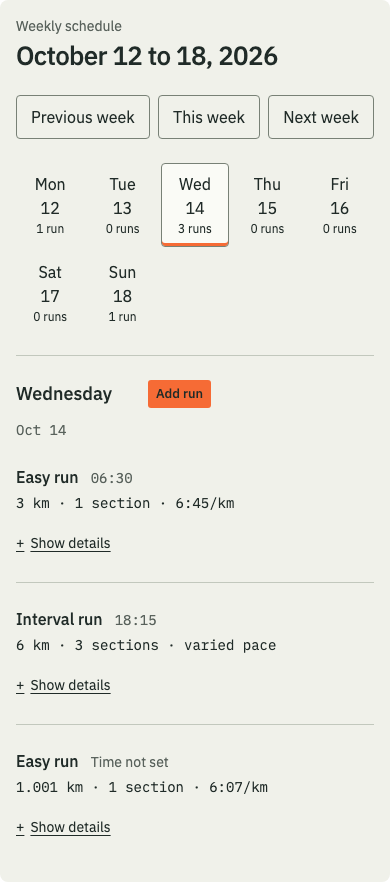 Weekly schedule
October 12 to 18, 2026
Previous week This week Next week
Mon Tue Wed Thu Fri
12 13 14 15 16
1 run 0 runs 3 runs 0 runs 0 runs
Sat Sun
17 18
0 runs 1 run
Wednesday Add run
Oct 14
Easy run 06:30
3 km · 1 section · 6:45/km
+ Show details
Interval run 18:15
6 km · 3 sections · varied pace
+ Show details
Easy run Time not set
1.001 km · 1 section · 6:07/km
+ Show details